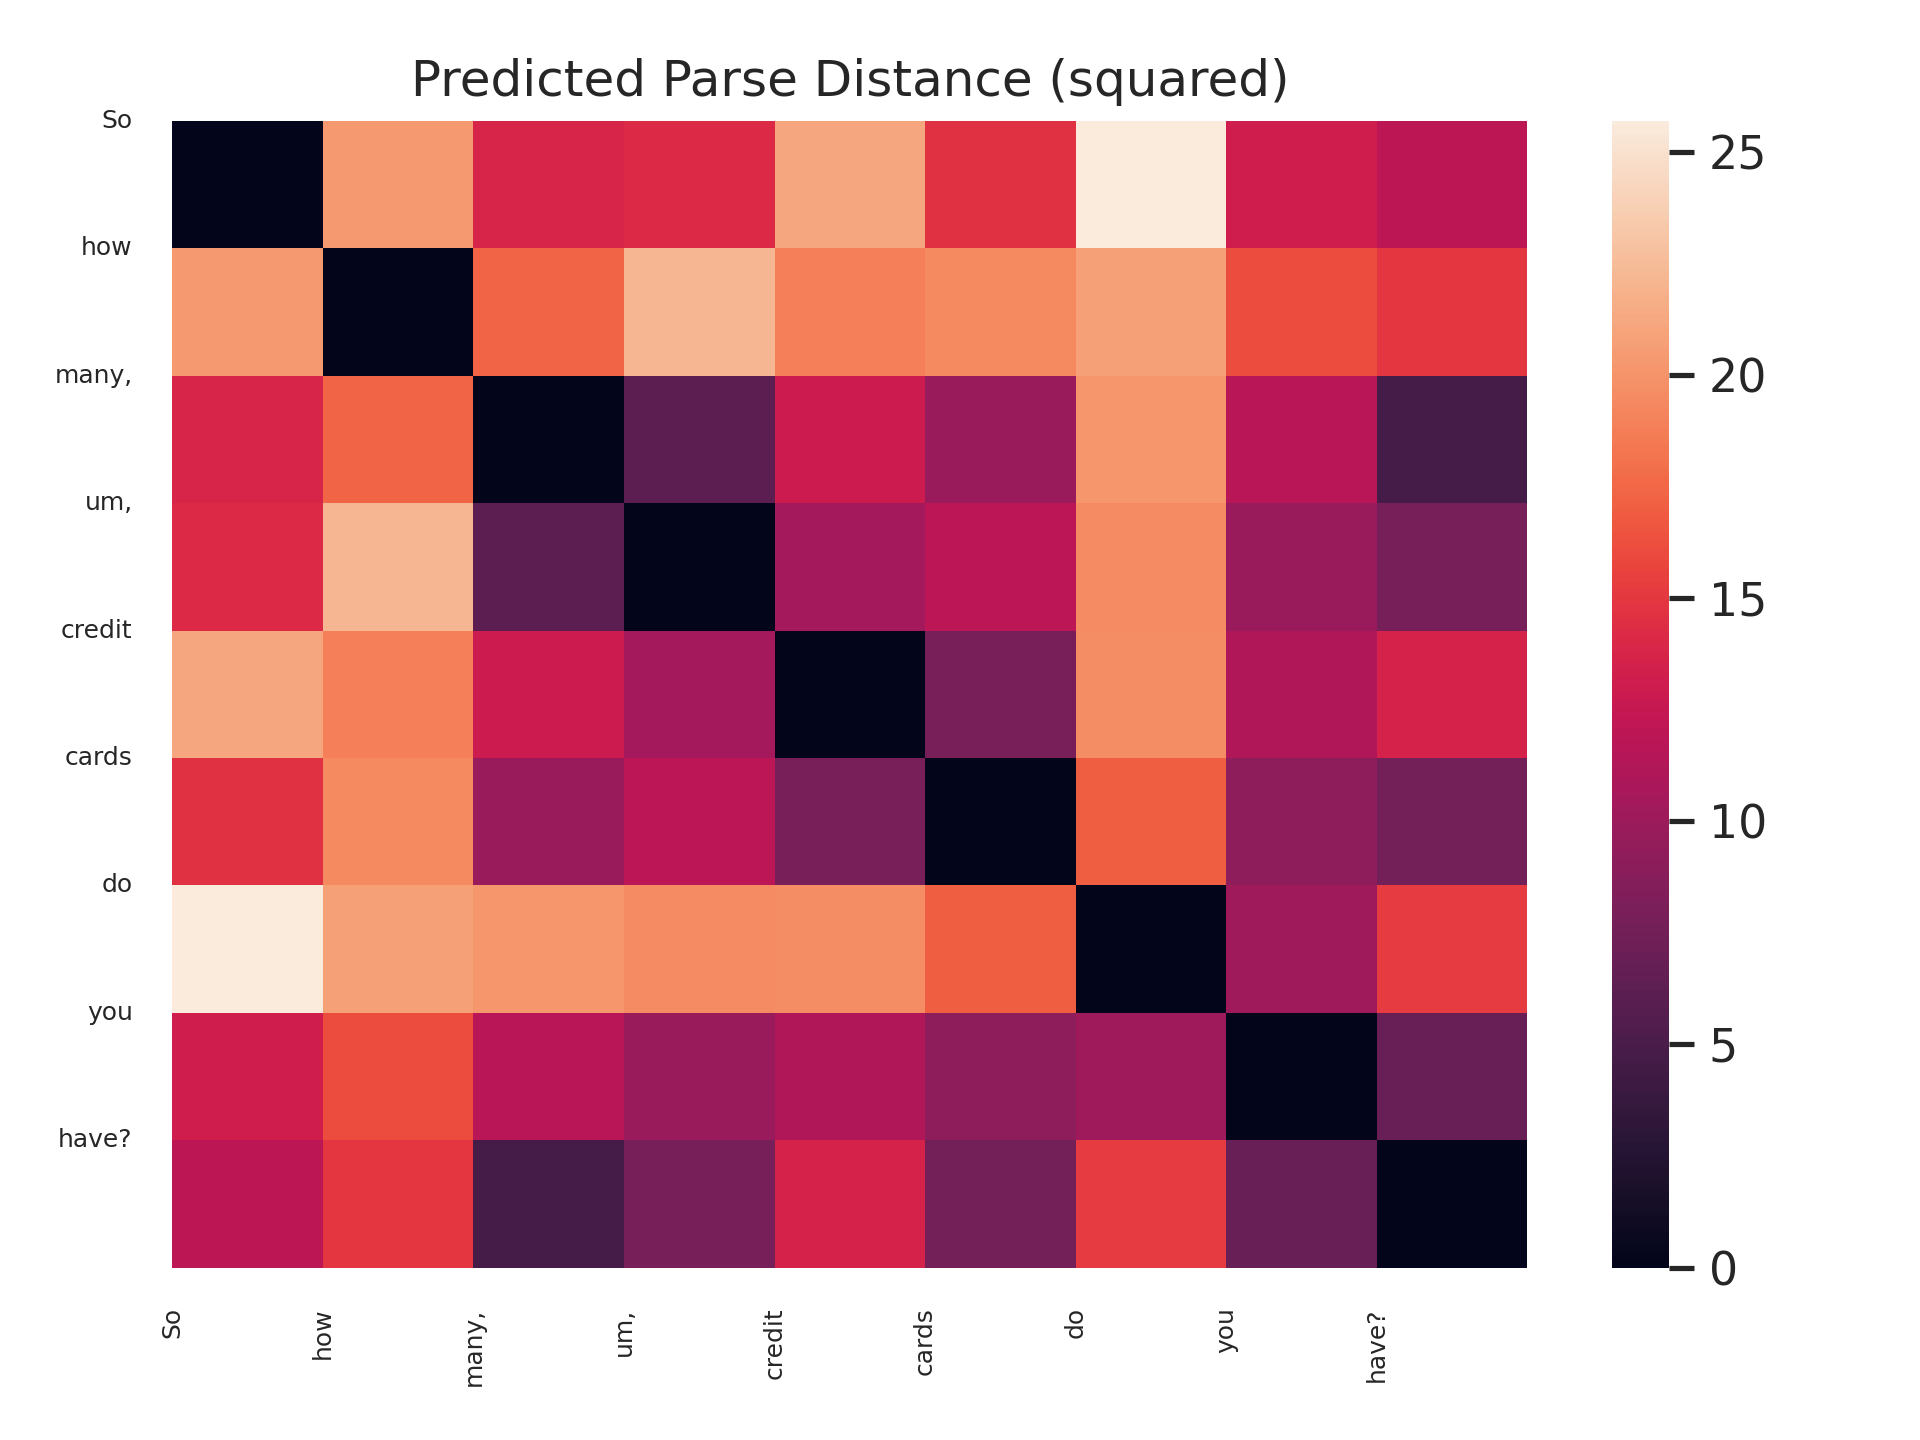 Predicted Parse Distance (squared)
So
how
many,
um,
credit
cards
do
you
have?
So
how
many,
um,
credit
cards
do
you
have?
25
20
15
10
5
0